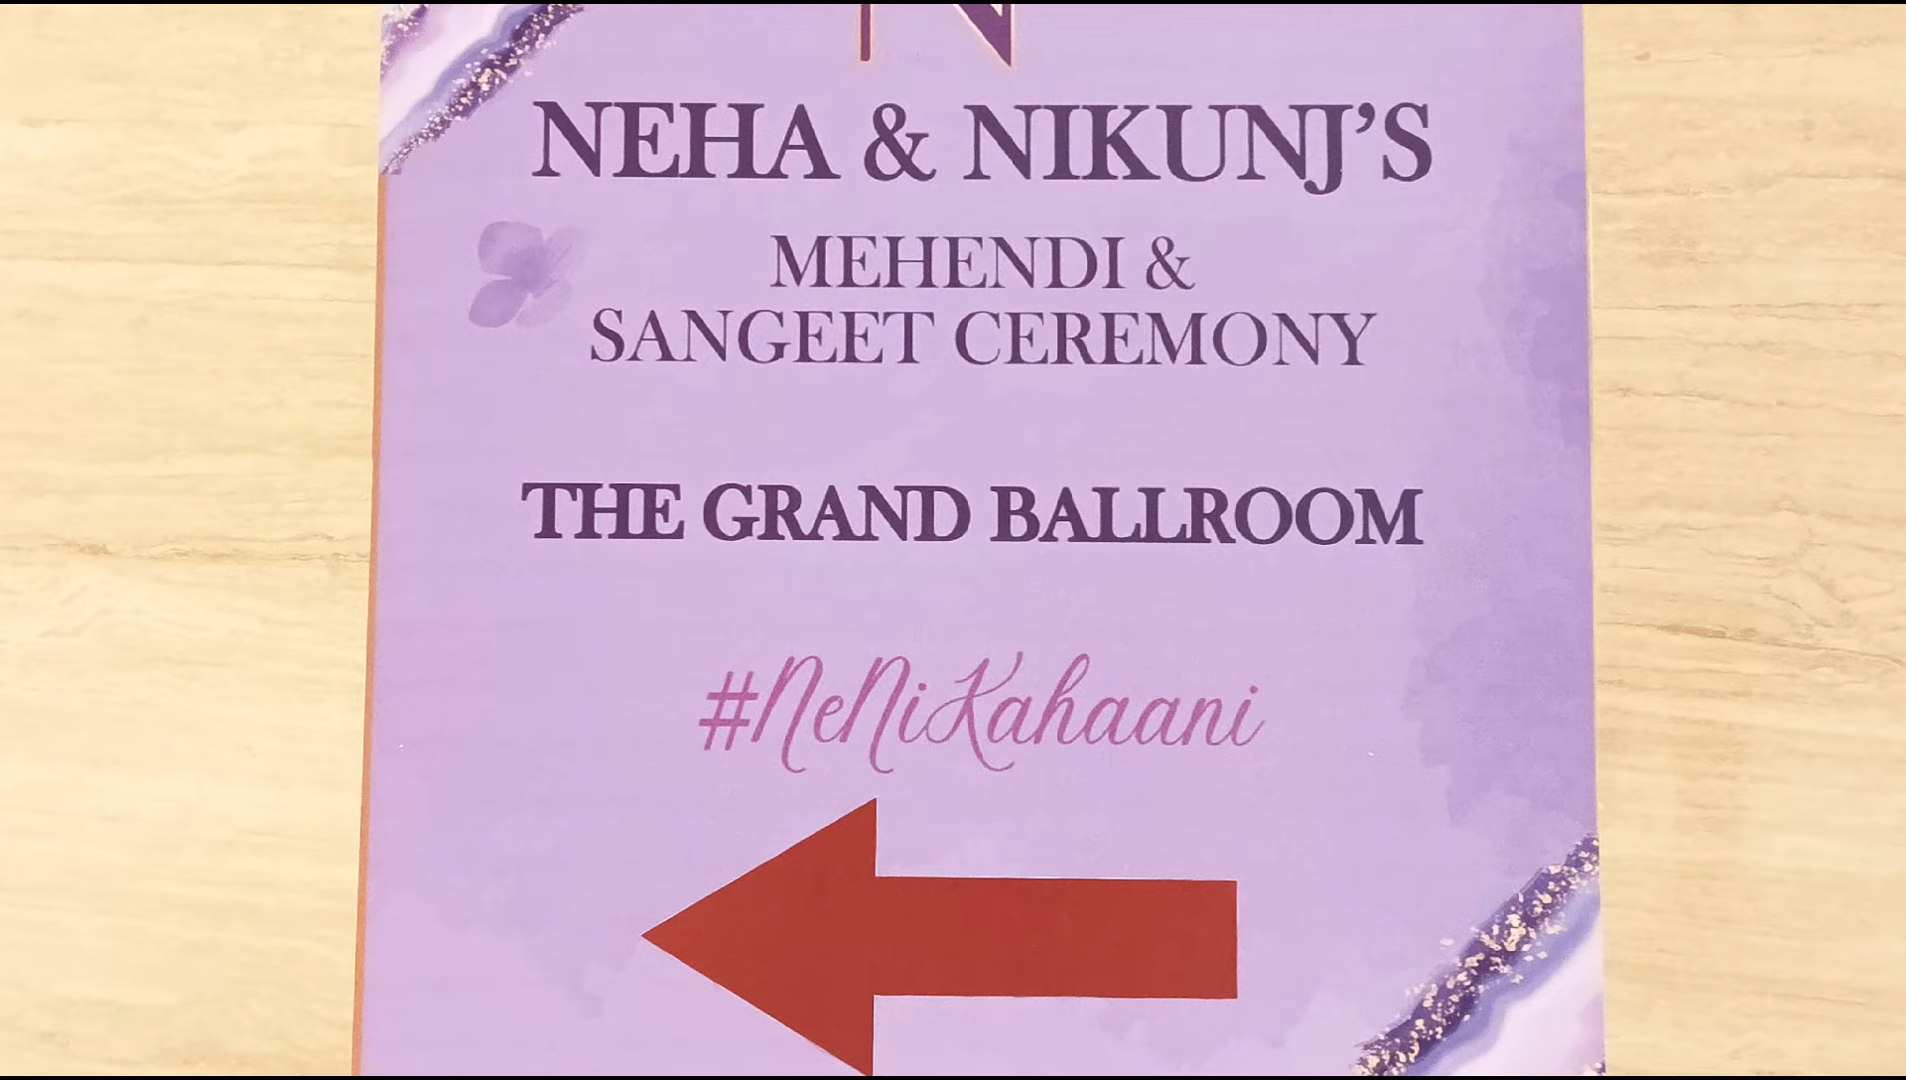 N
NEHA & NIKUNJ’S
MEHENDI &
SANGEET CEREMONY
THE GRAND BALLROOM
#NeNiKahaani